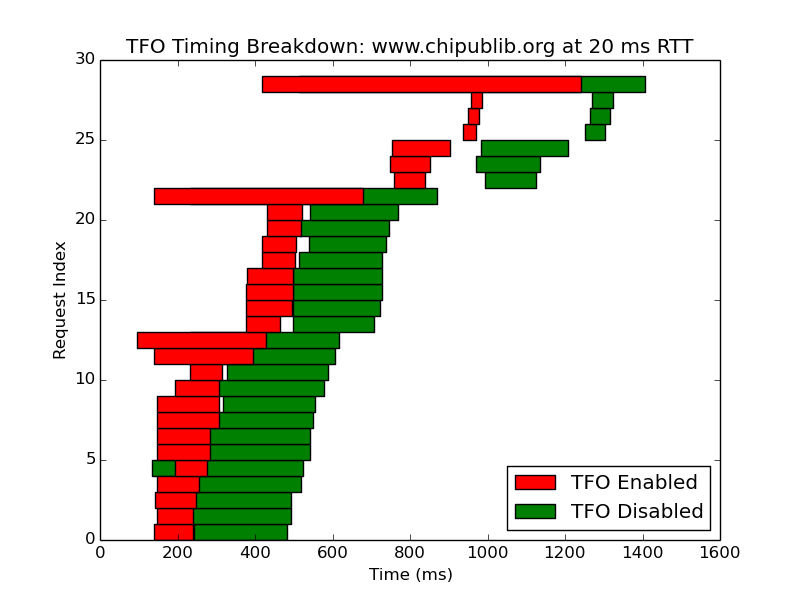 TFO Timing Breakdown: www.chipublib.org at 20 ms RTT
30
25
20
15
10
5
0
Request Index
0 200 400 600 800 1000 1200 1400 1600
Time (ms)
TFO Enabled
TFO Disabled